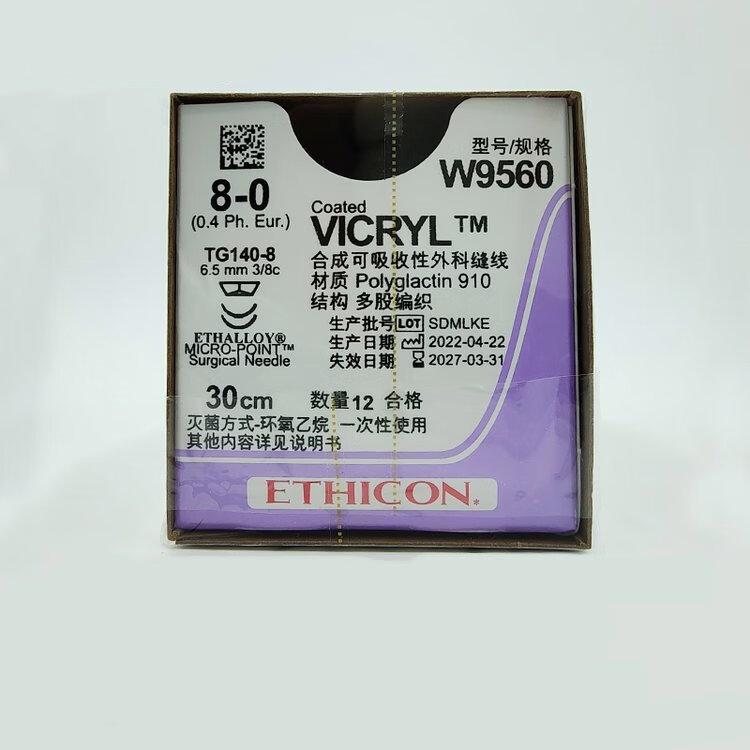 型号/规格
W9560
8-0
(0.4 Ph. Eur.)
Coated
VICRYL™
TG140-8
6.5 mm 3/8c
合成可吸收性外科缝线
材质 Polyglactin 910
结构 多股编织
ETHALLOY®
MICRO-POINT™
Surgical Needle
生产批号 LOT SDMLKE
生产日期 2022-04-22
失效日期 2027-03-31
30cm
数量 12 合格
灭菌方式-环氧乙烷 一次性使用
其他内容详见说明书
ETHICON*